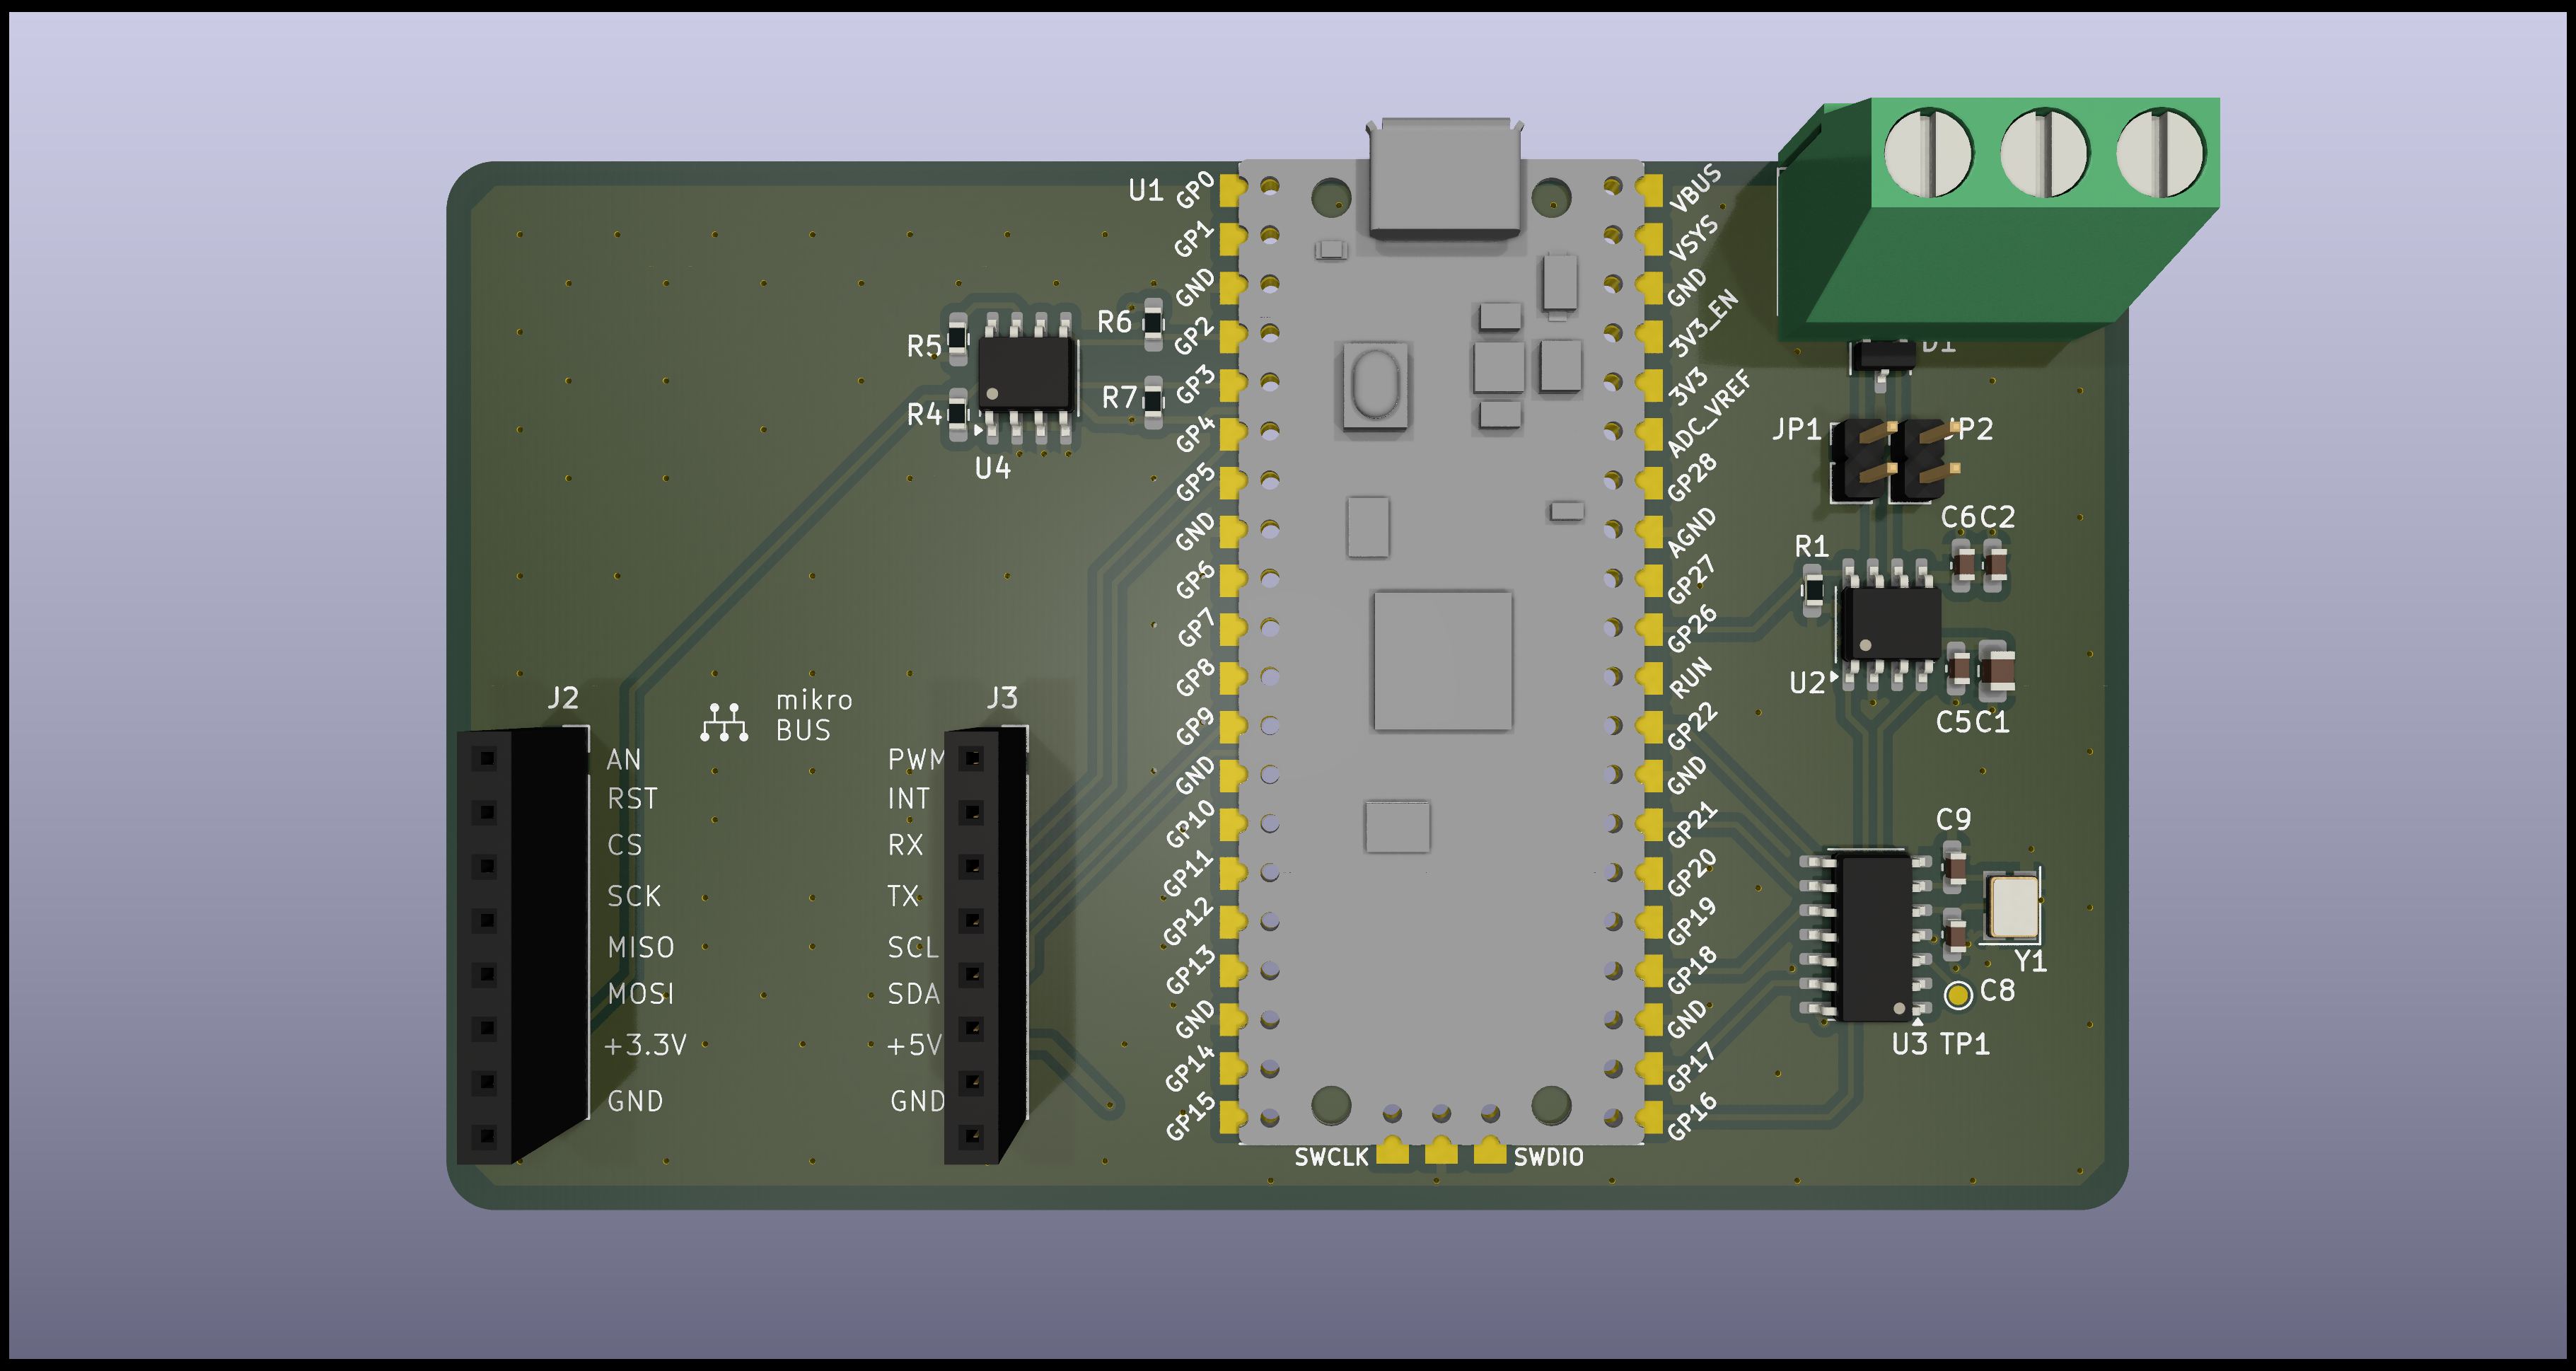 U1
GP0
GP1
GND
GP2
GP3
GP4
GP5
GND
GP6
GP7
GP8
GP9
GND
GP10
GP11
GP12
GP13
GND
GP14
GP15
VBUS
VSYS
GND
3V3_EN
3V3
ADC_VREF
GP28
AGND
GP27
GP26
RUN
GP22
GND
GP21
GP20
GP19
GP18
GND
GP17
GP16
SWCLK
SWDIO
R5
R6
R4
R7
U4
J2
mikro
BUS
J3
AN
RST
CS
SCK
MISO
MOSI
+3.3V
GND
PWM
INT
RX
TX
SCL
SDA
+5V
GND
D1
JP1
JP2
C6
C2
R1
U2
C5
C1
C9
Y1
C8
U3
TP1